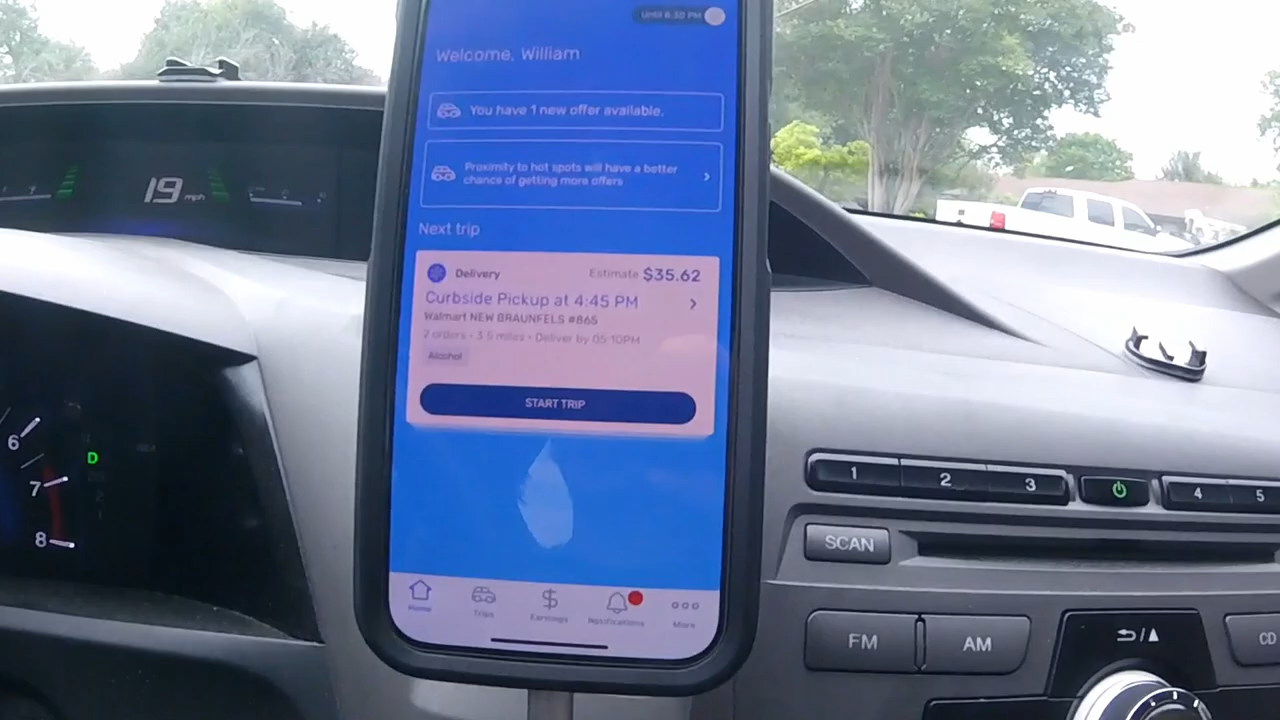 Until 6:30 PM
Welcome, William
You have 1 new offer available.
Proximity to hot spots will have a better
chance of getting more offers
Next trip
Delivery
Estimate $35.62
Curbside Pickup at 4:45 PM
Walmart NEW BRAUNFELS #865
2 orders • 3.5 miles • Deliver by 05:10PM
Alcohol
START TRIP
Home
Trips
Earnings
Notifications
More
19 mph
6
7
8
D
1
2
3
4
5
SCAN
FM
AM
CD